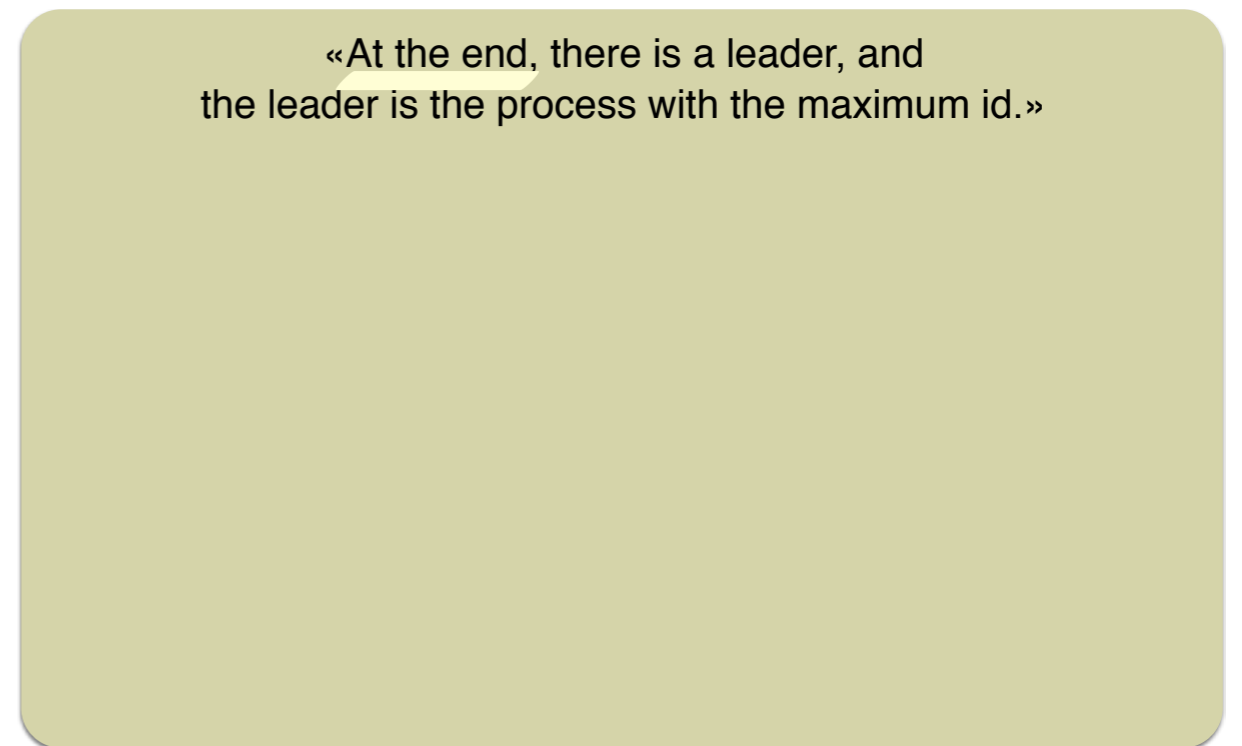 «At the end, there is a leader, and
the leader is the process with the maximum id.»